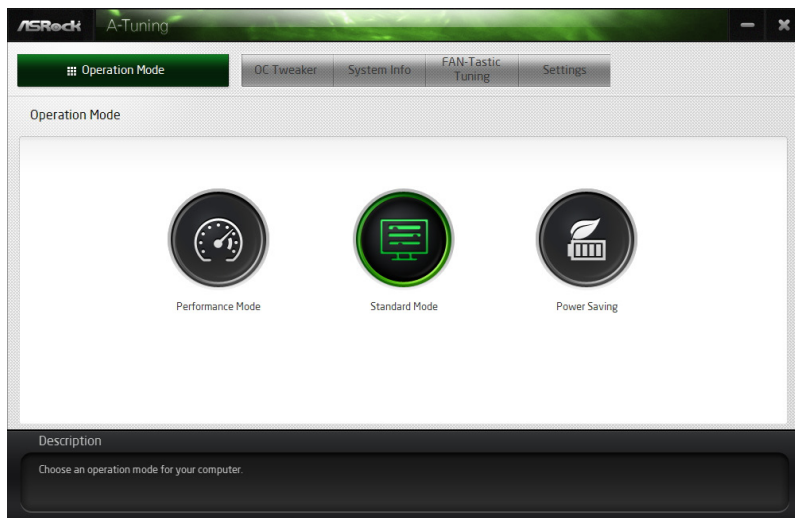 ASRock A-Tuning
Operation Mode OC Tweaker System Info FAN-Tastic
Tuning Settings
Operation Mode
Performance Mode Standard Mode Power Saving
Description
Choose an operation mode for your computer.